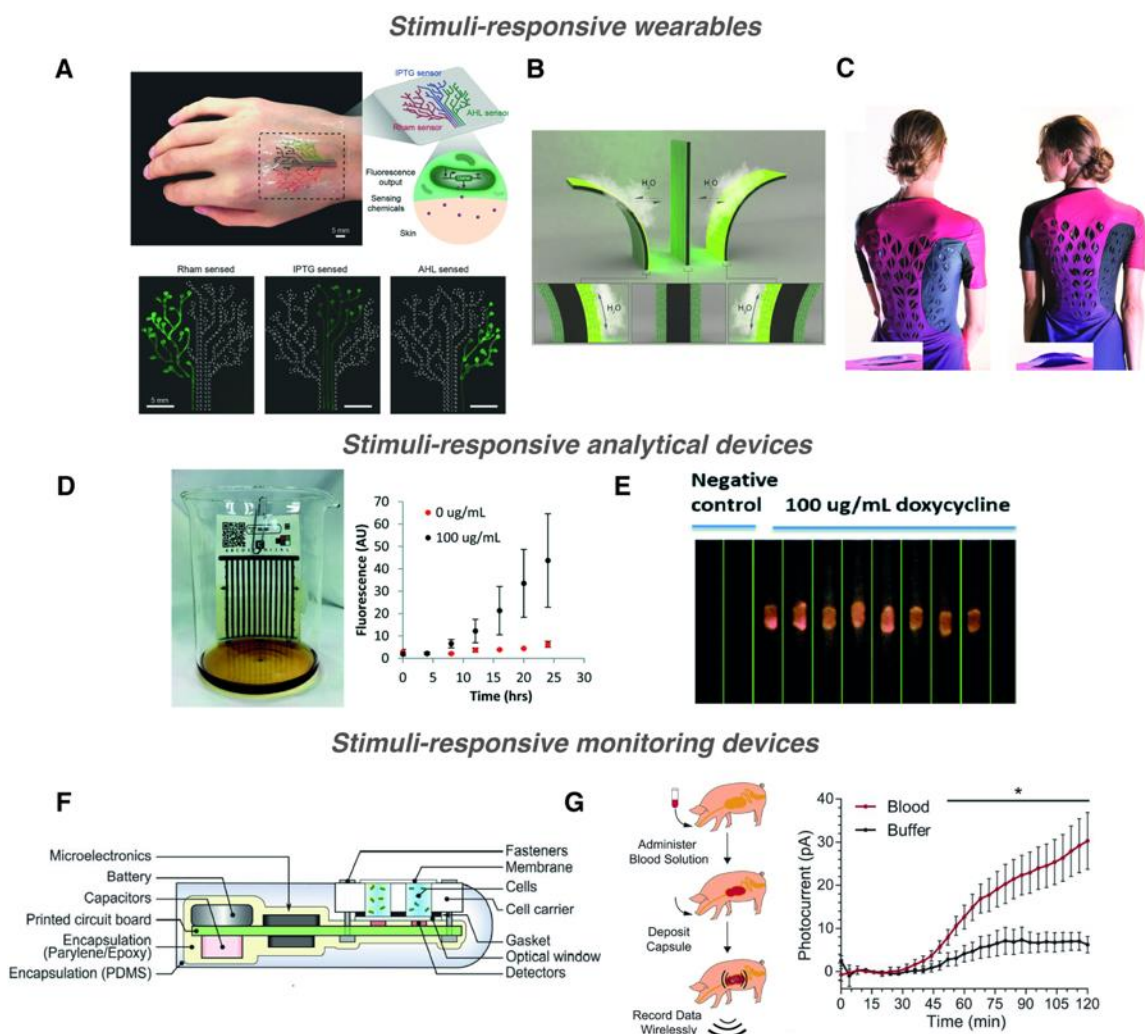 Stimuli-responsive wearables
A
IPTG sensor
AHL sensor
Rham sensor
Fluorescence
output
Sensing
chemicals
Skin
5 mm
Rham sensed
IPTG sensed
AHL sensed
5 mm
B
H₂O
H₂O
H₂O
H₂O
C
Stimuli-responsive analytical devices
D
70
60
50
40
30
20
10
0
Fluorescence (AU)
0 ug/mL
100 ug/mL
0 5 10 15 20 25 30
Time (hrs)
E
Negative
control
100 ug/mL doxycycline
Stimuli-responsive monitoring devices
F
Microelectronics
Battery
Capacitors
Printed circuit board
Encapsulation
(Parylene/Epoxy)
Encapsulation (PDMS)
Fasteners
Membrane
Cells
Cell carrier
Gasket
Optical window
Detectors
G
Administer
Blood Solution
Deposit
Capsule
Record Data
Wirelessly
40
30
20
10
0
Photocurrent (pA)
Blood
Buffer
*
0 15 30 45 60 75 90 105 120
Time (min)